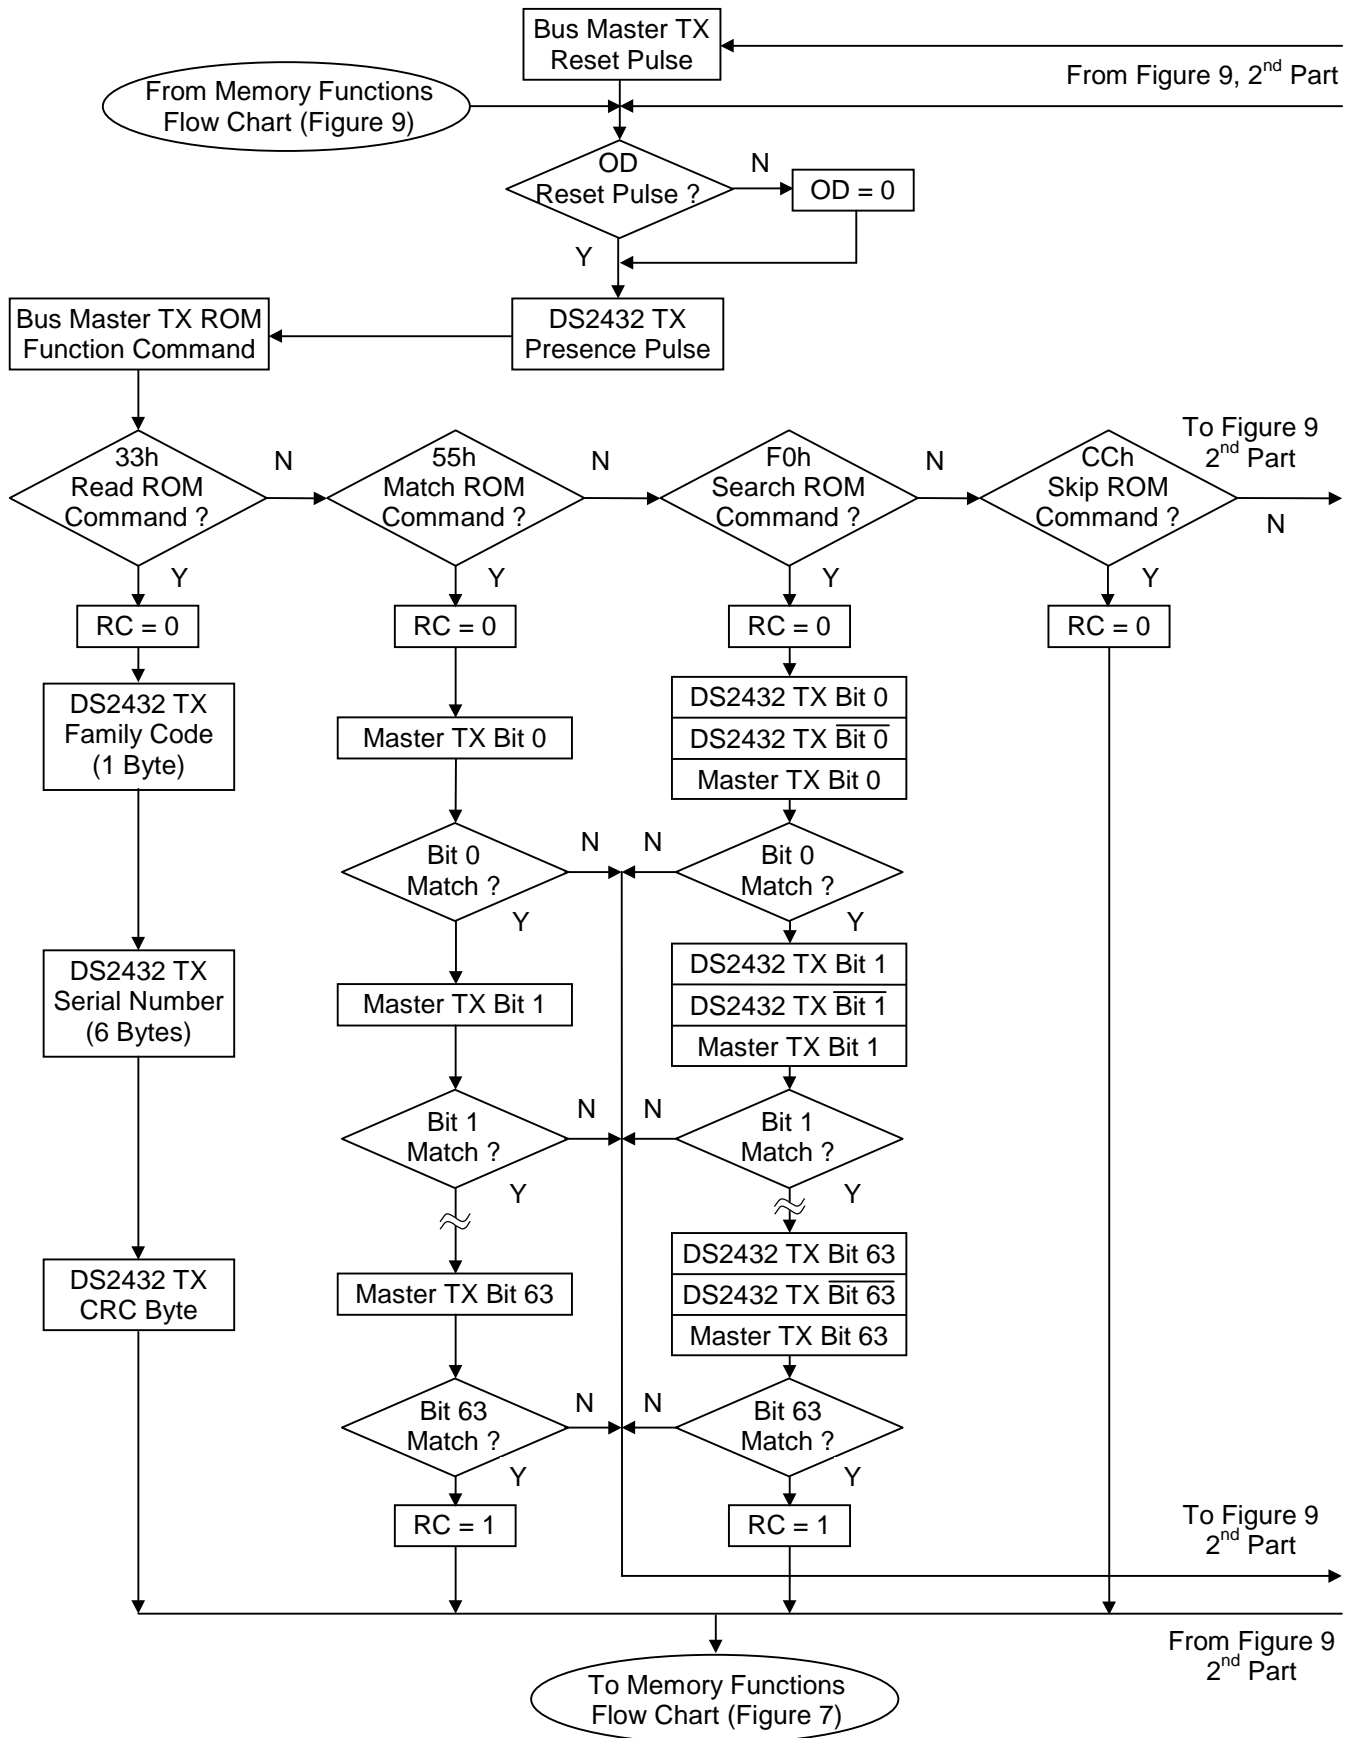 Bus Master TX
Reset Pulse
From Figure 9, 2nd Part
From Memory Functions
Flow Chart (Figure 9)
OD
Reset Pulse ?
N
OD = 0
Y
Bus Master TX ROM
Function Command
DS2432 TX
Presence Pulse
33h
Read ROM
Command ?
N
55h
Match ROM
Command ?
N
F0h
Search ROM
Command ?
N
CCh
Skip ROM
Command ?
To Figure 9
2nd Part
N
Y
Y
Y
Y
RC = 0
RC = 0
RC = 0
RC = 0
DS2432 TX
Family Code
(1 Byte)
Master TX Bit 0
DS2432 TX Bit 0
DS2432 TX Bit 0
Master TX Bit 0
Bit 0
Match ?
N
N
Bit 0
Match ?
Y
Y
DS2432 TX
Serial Number
(6 Bytes)
Master TX Bit 1
DS2432 TX Bit 1
DS2432 TX Bit 1
Master TX Bit 1
Bit 1
Match ?
N
N
Bit 1
Match ?
Y
Y
DS2432 TX
CRC Byte
Master TX Bit 63
DS2432 TX Bit 63
DS2432 TX Bit 63
Master TX Bit 63
Bit 63
Match ?
N
N
Bit 63
Match ?
Y
Y
RC = 1
RC = 1
To Figure 9
2nd Part
From Figure 9
2nd Part
To Memory Functions
Flow Chart (Figure 7)